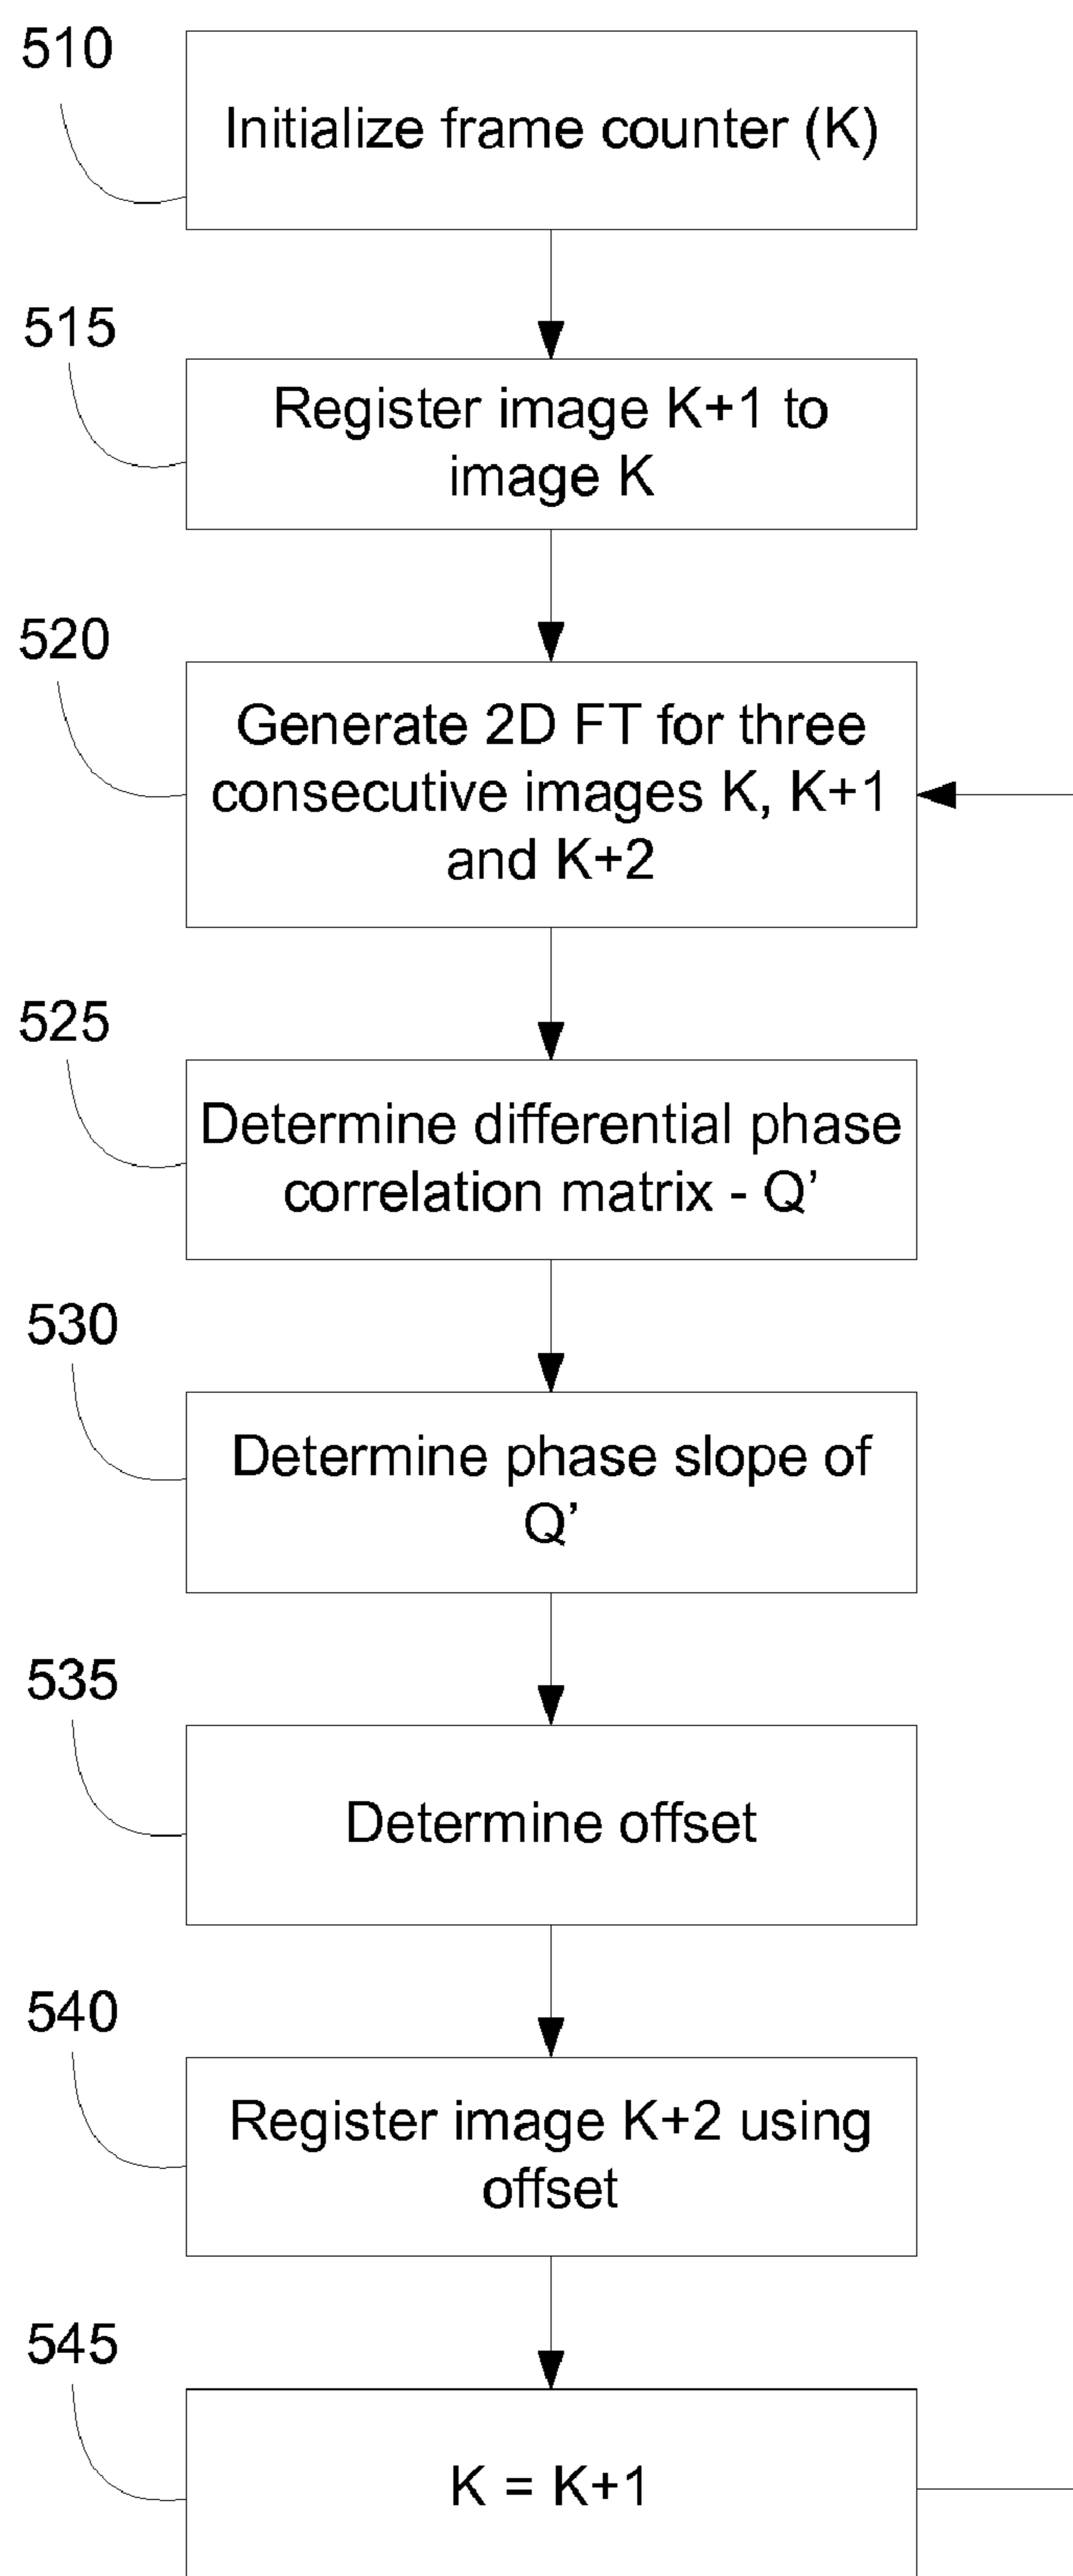 510
Initialize frame counter (K)
515
Register image K+1 to
image K
520
Generate 2D FT for three
consecutive images K, K+1
and K+2
525
Determine differential phase
correlation matrix - Q’
530
Determine phase slope of
Q’
535
Determine offset
540
Register image K+2 using
offset
545
K = K+1